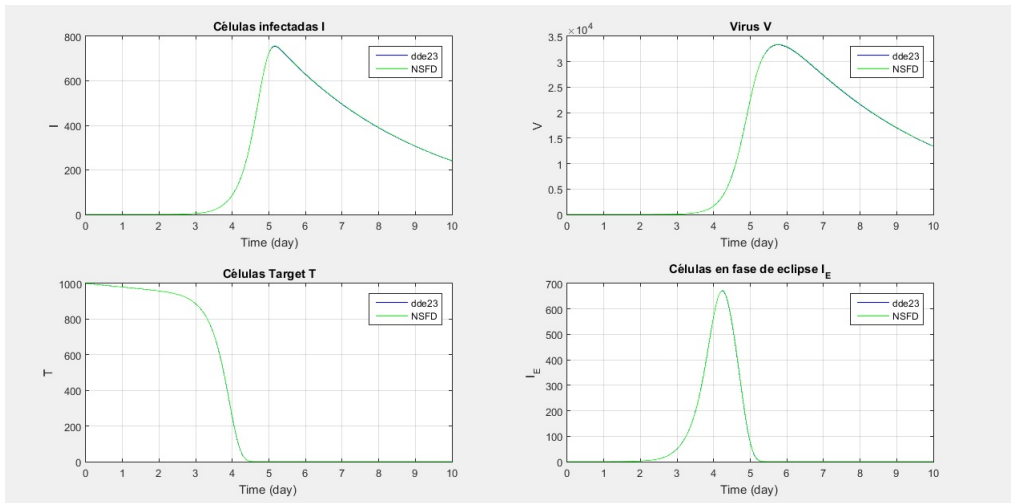 Células infectadas I
800
600
400
200
0
I
0 1 2 3 4 5 6 7 8 9 10
Time (day)
dde23
NSFD
Virus V
×10^4
3.5
3
2.5
2
1.5
1
0.5
0
V
0 1 2 3 4 5 6 7 8 9 10
Time (day)
dde23
NSFD
Células Target T
1000
800
600
400
200
0
T
0 1 2 3 4 5 6 7 8 9 10
Time (day)
dde23
NSFD
Células en fase de eclipse I_E
700
600
500
400
300
200
100
0
I_E
0 1 2 3 4 5 6 7 8 9 10
Time (day)
dde23
NSFD